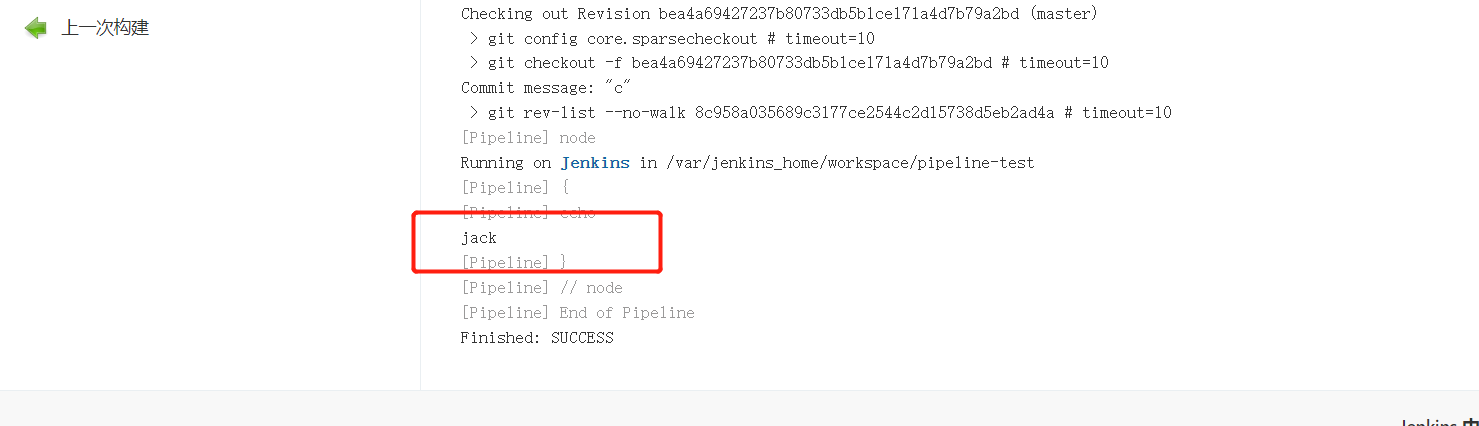 上一次构建
Checking out Revision bea4a69427237b80733db5b1ce171a4d7b79a2bd (master)
 > git config core.sparsecheckout # timeout=10
 > git checkout -f bea4a69427237b80733db5b1ce171a4d7b79a2bd # timeout=10
Commit message: "c"
 > git rev-list --no-walk 8c958a035689c3177ce2544c2d15738d5eb2ad4a # timeout=10
[Pipeline] node
Running on Jenkins in /var/jenkins_home/workspace/pipeline-test
[Pipeline] {
[Pipeline] echo
jack
[Pipeline] }
[Pipeline] // node
[Pipeline] End of Pipeline
Finished: SUCCESS
Jenkins 中